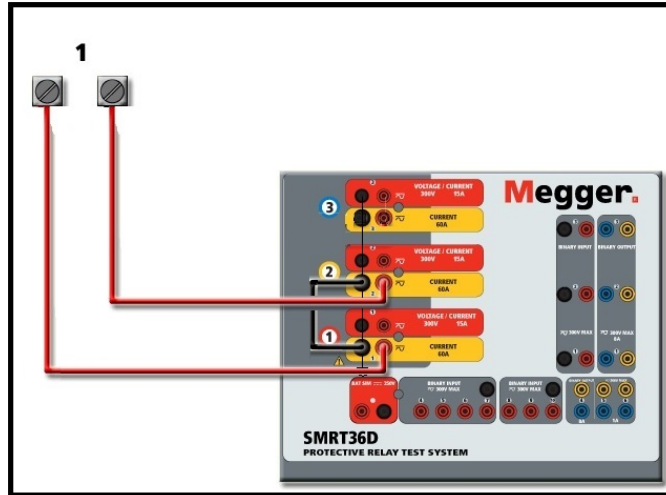 1
Megger.
3
VOLTAGE / CURRENT
300V 15A
CURRENT
60A
BINARY INPUT
BINARY OUTPUT
2
VOLTAGE / CURRENT
300V 15A
CURRENT
60A
1
VOLTAGE / CURRENT
300V 15A
CURRENT
60A
300V MAX
300V MAX
8A
BINARY INPUT
300V MAX
BINARY INPUT
300V MAX
SMRT36D
PROTECTIVE RELAY TEST SYSTEM